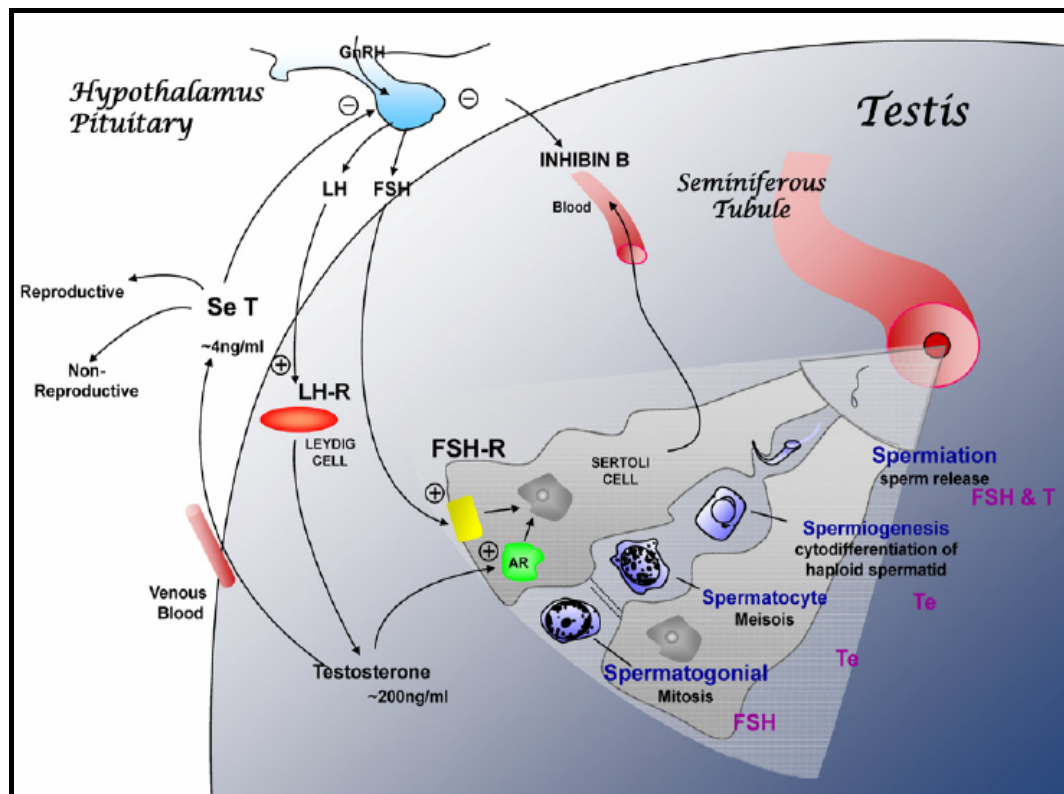 GnRH
Hypothalamus
Pituitary
Testis
INHIBIN B
LH
FSH
Blood
Seminiferous
Tubule
Reproductive
Se T
~4ng/ml
Non-
Reproductive
LH-R
LEYDIG
CELL
FSH-R
SERTOLI
CELL
Spermiation
sperm release
FSH & T
Spermiogenesis
cytodifferentiation of
haploid spermatid
AR
Venous
Blood
Spermatocyte
Meisois
Te
Te
Testosterone
~200ng/ml
Spermatogonial
Mitosis
FSH